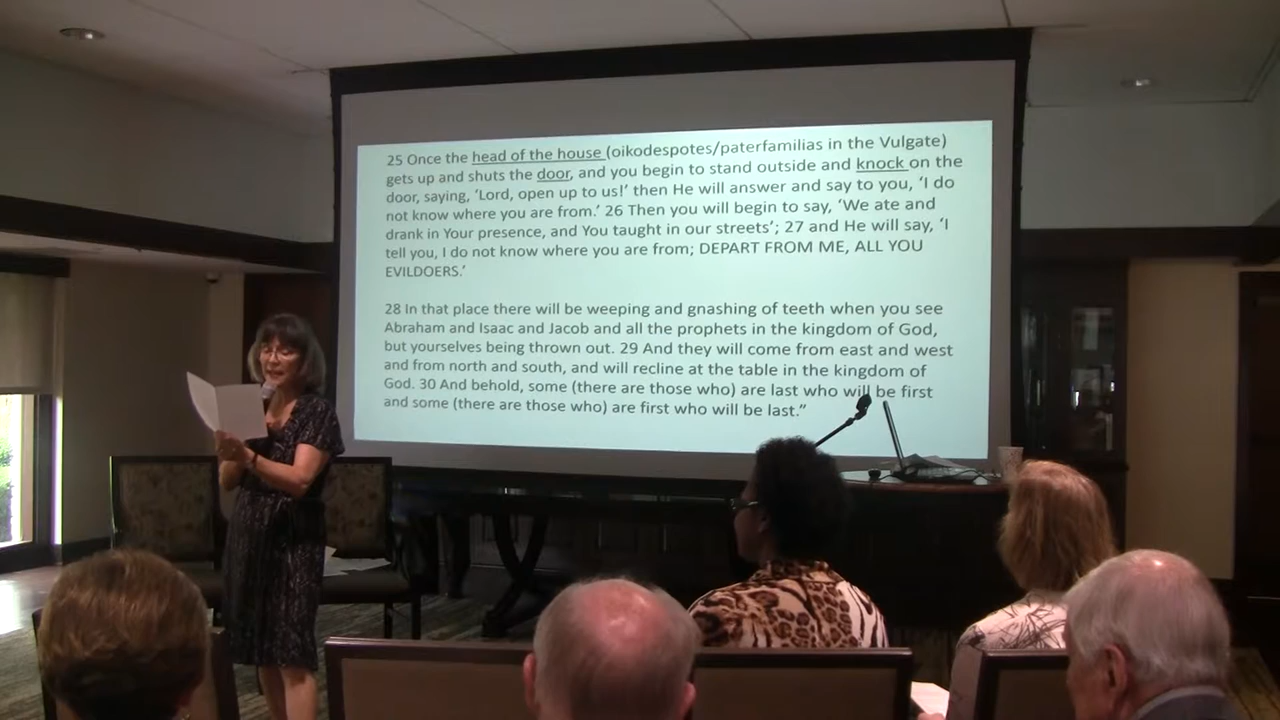 25 Once the head of the house (oikodespotes/paterfamilias in the Vulgate)
gets up and shuts the door, and you begin to stand outside and knock on the
door, saying, ‘Lord, open up to us!’ then He will answer and say to you, ‘I do
not know where you are from.’ 26 Then you will begin to say, ‘We ate and
drank in Your presence, and You taught in our streets’; 27 and He will say, ‘I
tell you, I do not know where you are from; DEPART FROM ME, ALL YOU
EVILDOERS.’
28 In that place there will be weeping and gnashing of teeth when you see
Abraham and Isaac and Jacob and all the prophets in the kingdom of God,
but yourselves being thrown out. 29 And they will come from east and west
and from north and south, and will recline at the table in the kingdom of
God. 30 And behold, some (there are those who) are last who will be first
and some (there are those who) are first who will be last.”